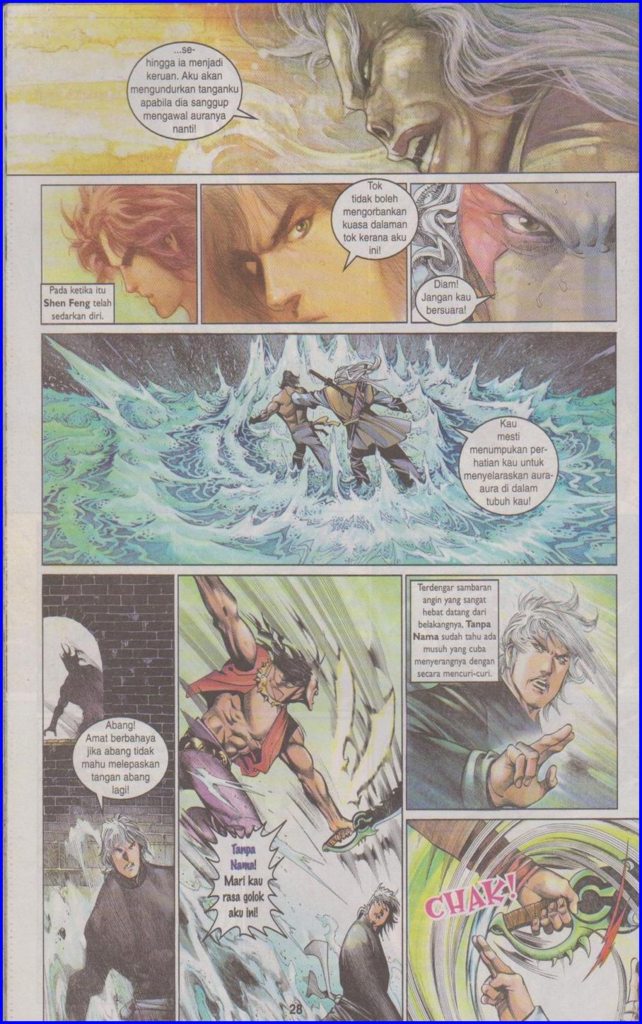 ...se-
hingga ia menjadi
keruan. Aku akan
mengundurkan tanganku
apabila dia sanggup
mengawal auranya
nanti!
Pada ketika itu
Shen Feng telah
sedarkan diri.
Tok
tidak boleh
mengorbankan
kuasa dalaman
tok kerana aku
ini!
Diam!
Jangan kau
bersuara!
Kau
mesti
menumpukan per-
hatian kau untuk
menyelaraskan aura-
aura di dalam
tubuh kau!
Abang!
Amat berbahaya
jika abang tidak
mahu melepaskan
tangan abang
lagi!
Tanpa
Nama!
Mari kau
rasa golok
aku ini!
Terdengar sambaran
angin yang sangat
hebat datang dari
belakangnya, Tanpa
Nama sudah tahu ada
musuh yang cuba
menyerangnya dengan
secara mencuri-curi.
CHAK!
28